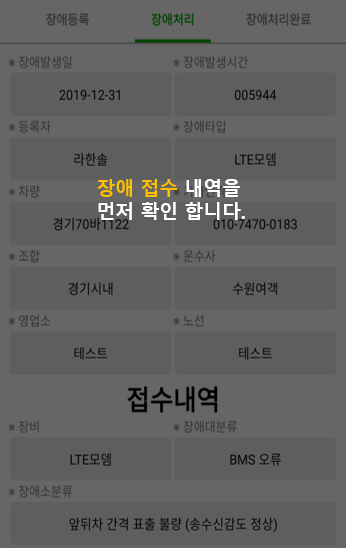 장애등록 장애처리 장애처리완료
※ 장애발생일 ※ 장애발생시간
2019-12-31 005944
※ 등록자 ※ 장애타입
라한솔 LTE모뎀
장애 접수 내역을
※ 차량
먼저 확인 합니다.
경기70바1122 010-7470-0183
※ 조합 ※ 운수사
경기시내 수원여객
※ 영업소 ※ 노선
테스트 테스트
접수내역
※ 장비 ※ 장애대분류
LTE모뎀 BMS 오류
※ 장애소분류
앞뒤차 간격 표출 불량 (송수신감도 정상)